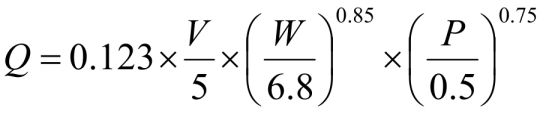 Q = 0.123 × V/5 × (W/6.8)^0.85 × (P/0.5)^0.75